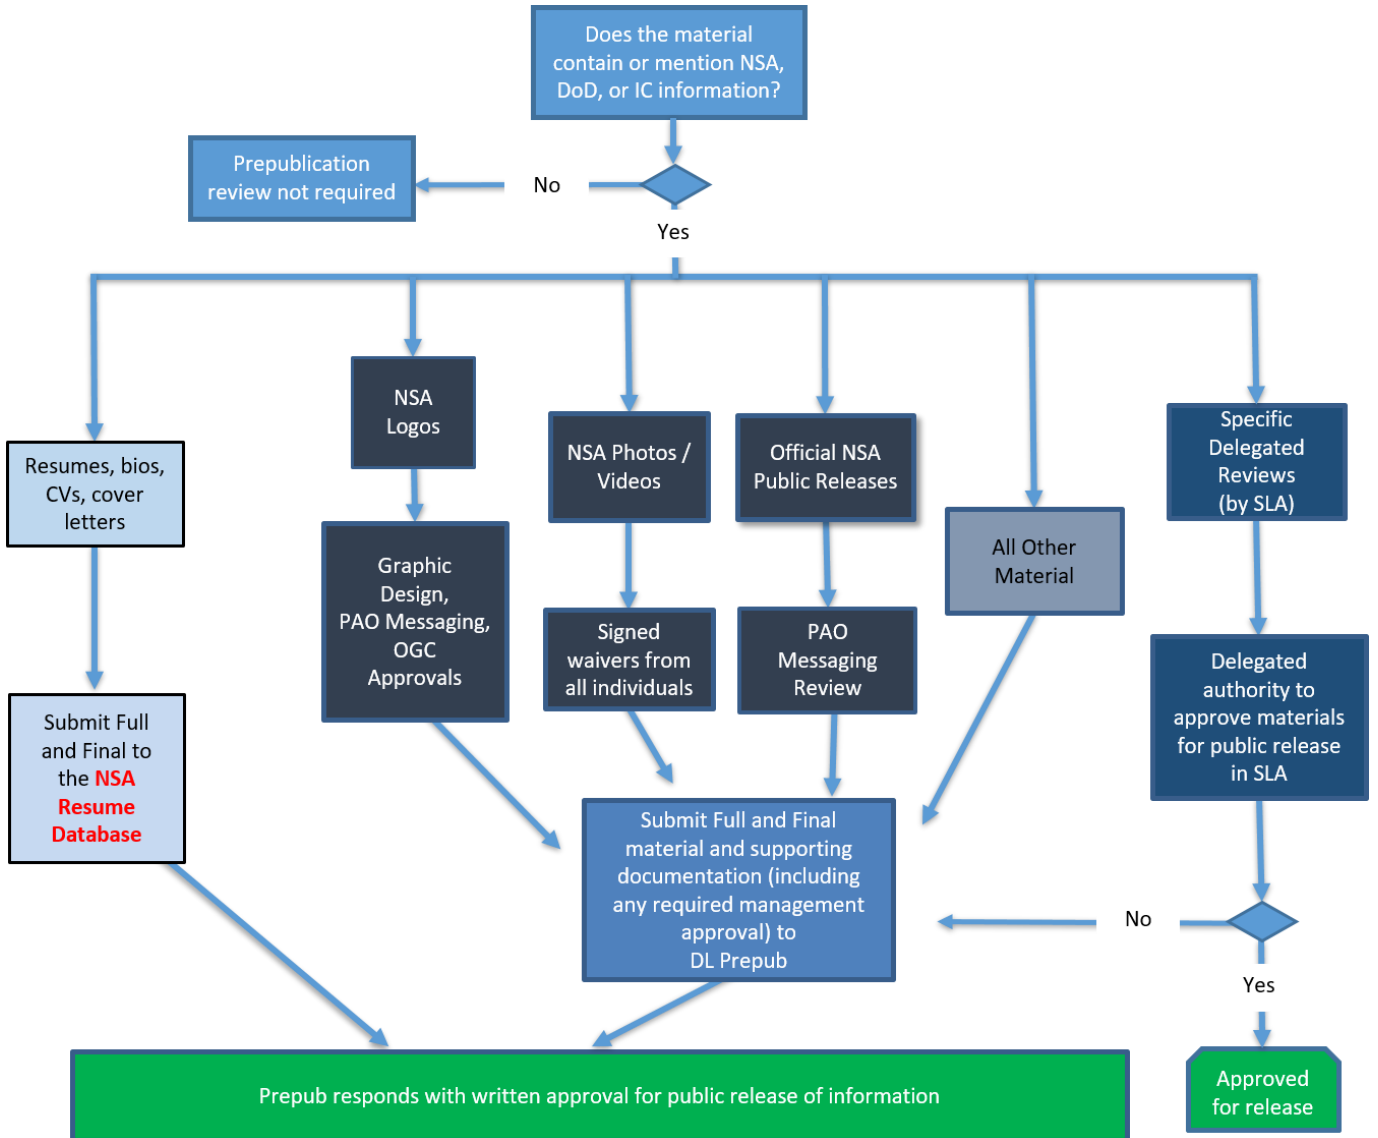 Does the material
contain or mention NSA,
DoD, or IC information?
Prepublication
review not required
No
Yes
Resumes, bios,
CVs, cover
letters
NSA
Logos
NSA Photos /
Videos
Official NSA
Public Releases
All Other
Material
Specific
Delegated
Reviews
(by SLA)
Submit Full
and Final to
the NSA
Resume
Database
Graphic
Design,
PAO Messaging,
OGC
Approvals
Signed
waivers from
all individuals
PAO
Messaging
Review
Delegated
authority to
approve materials
for public release
in SLA
Submit Full and Final
material and supporting
documentation (including
any required management
approval) to
DL Prepub
No
Yes
Prepub responds with written approval for public release of information
Approved
for release